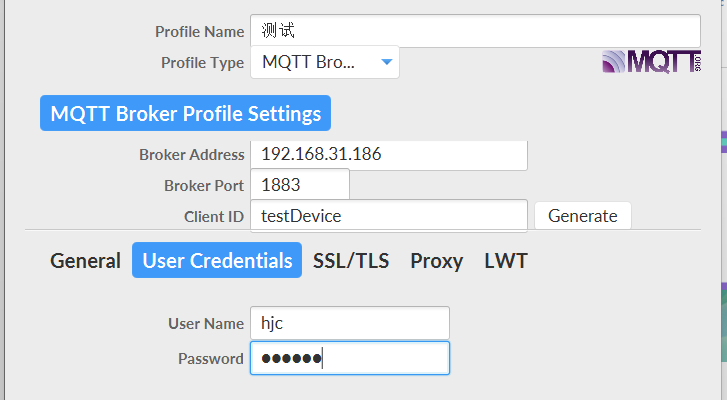 Profile Name 测试
Profile Type MQTT Bro...
MQTT.ORG
MQTT Broker Profile Settings
Broker Address 192.168.31.186
Broker Port 1883
Client ID testDevice Generate
General User Credentials SSL/TLS Proxy LWT
User Name hjc
Password ●●●●●●